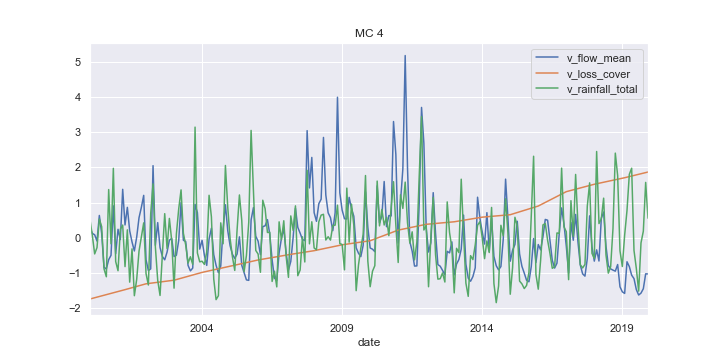 MC 4
v_flow_mean
v_loss_cover
v_rainfall_total
5
4
3
2
1
0
−1
−2
2004 2009 2014 2019
date